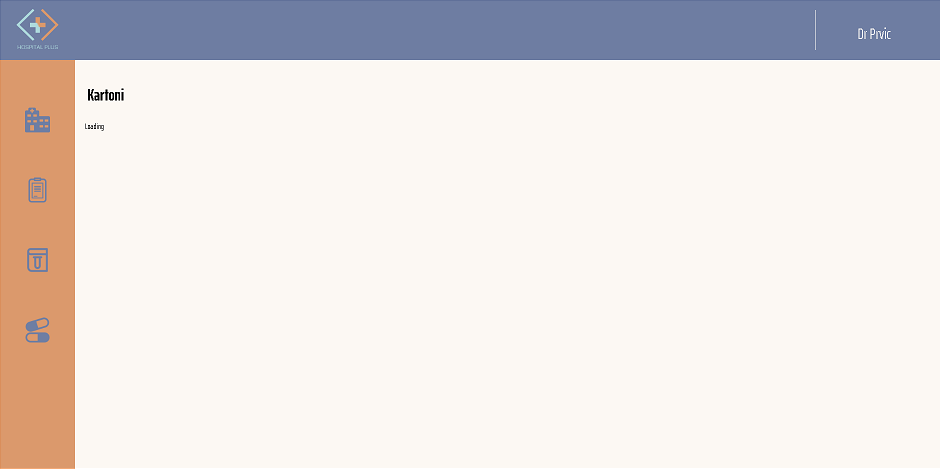 HOSPITAL PLUS
Dr Prvic
Kartoni
Loading